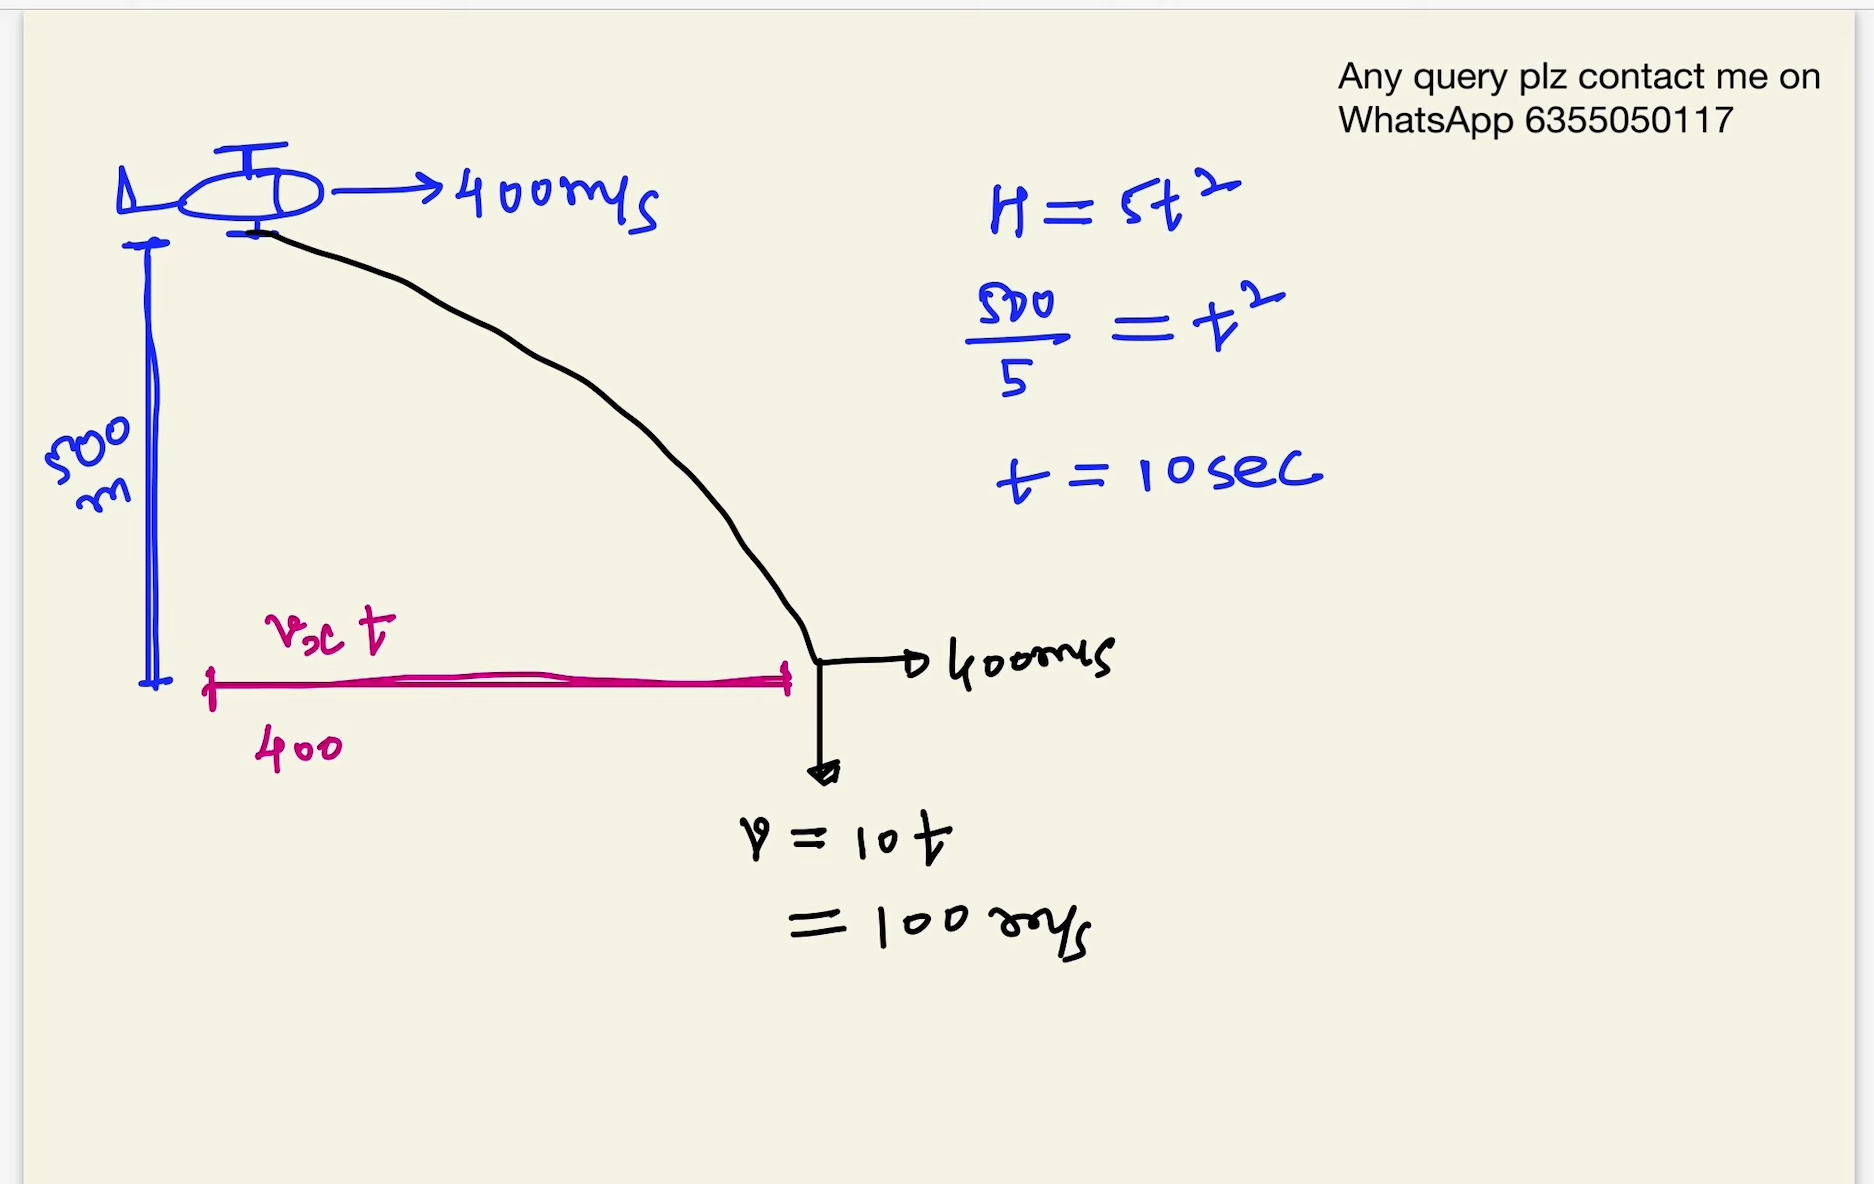 Any query plz contact me on
WhatsApp 6355050117
400m/s
H = 5t²
500/5 = t²
t = 10sec
500
m
vₓ t
400
400m/s
v = 10t
= 100 m/s